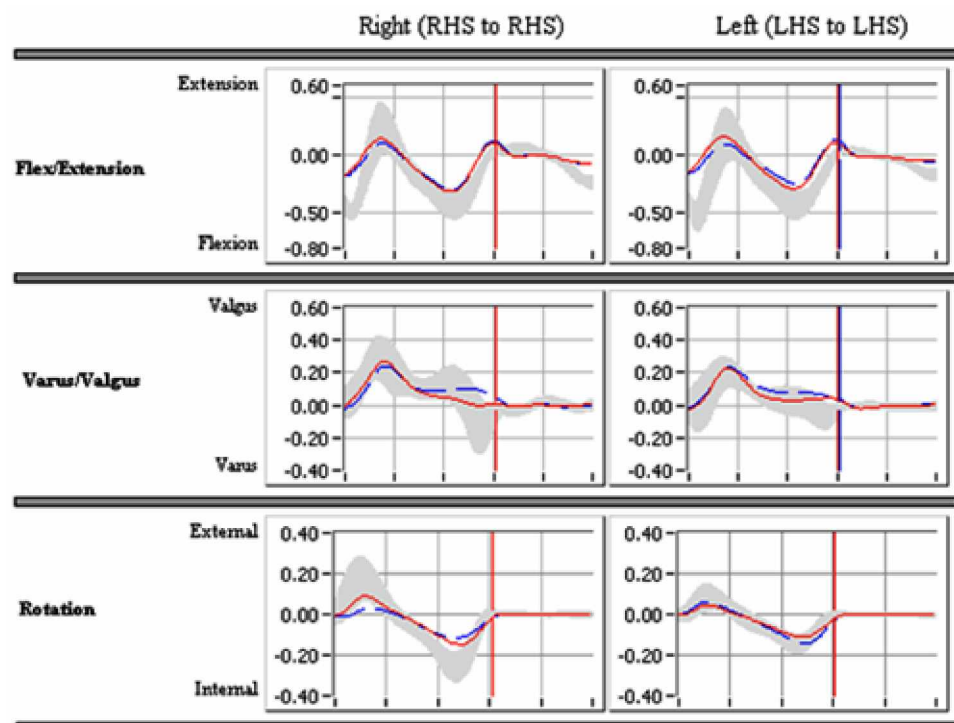 Right (RHS to RHS) Left (LHS to LHS)
Extension 0.60 0.60
Flex/Extension 0.00 0.00
-0.50 -0.50
Flexion -0.80 -0.80
Valgus 0.60 0.60
0.40 0.40
Varus/Valgus 0.20 0.20
0.00 0.00
-0.20 -0.20
Varus -0.40 -0.40
External 0.40 0.40
0.20 0.20
Rotation 0.00 0.00
-0.20 -0.20
Internal -0.40 -0.40